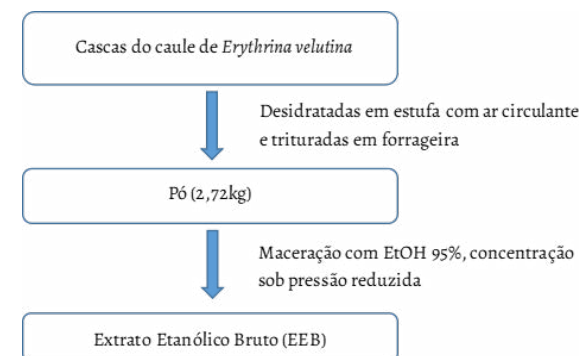 Cascas do caule de Erythrina velutina
Desidratadas em estufa com ar circulante
e trituradas em forrageira
Pó (2,72kg)
Maceração com EtOH 95%, concentração
sob pressão reduzida
Extrato Etanólico Bruto (EEB)